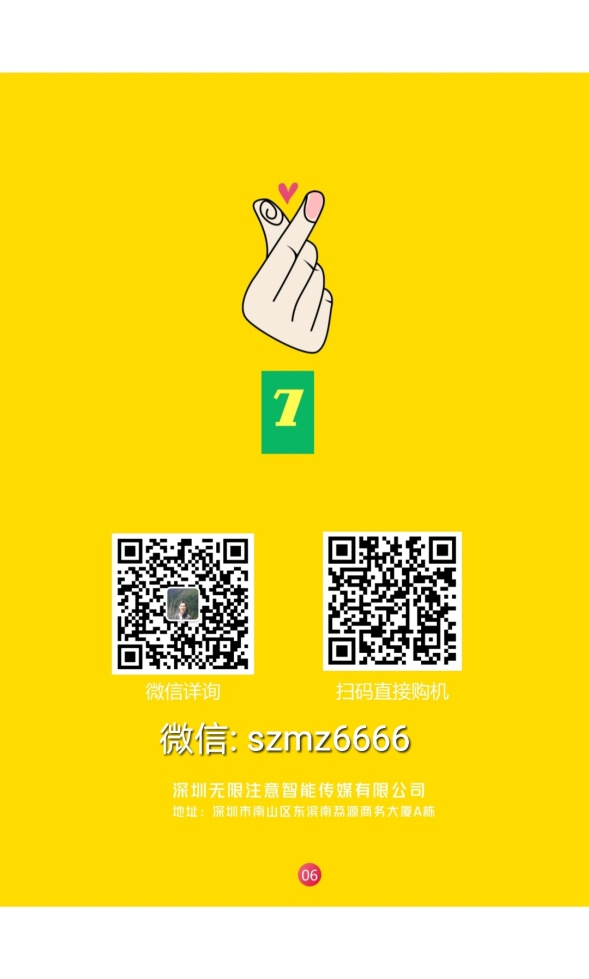 7
微信详询
扫码直接购机
微信: szmz6666
深圳无限注意智能传媒有限公司
地址：深圳市南山区东滨南荔源商务大厦A栋
06